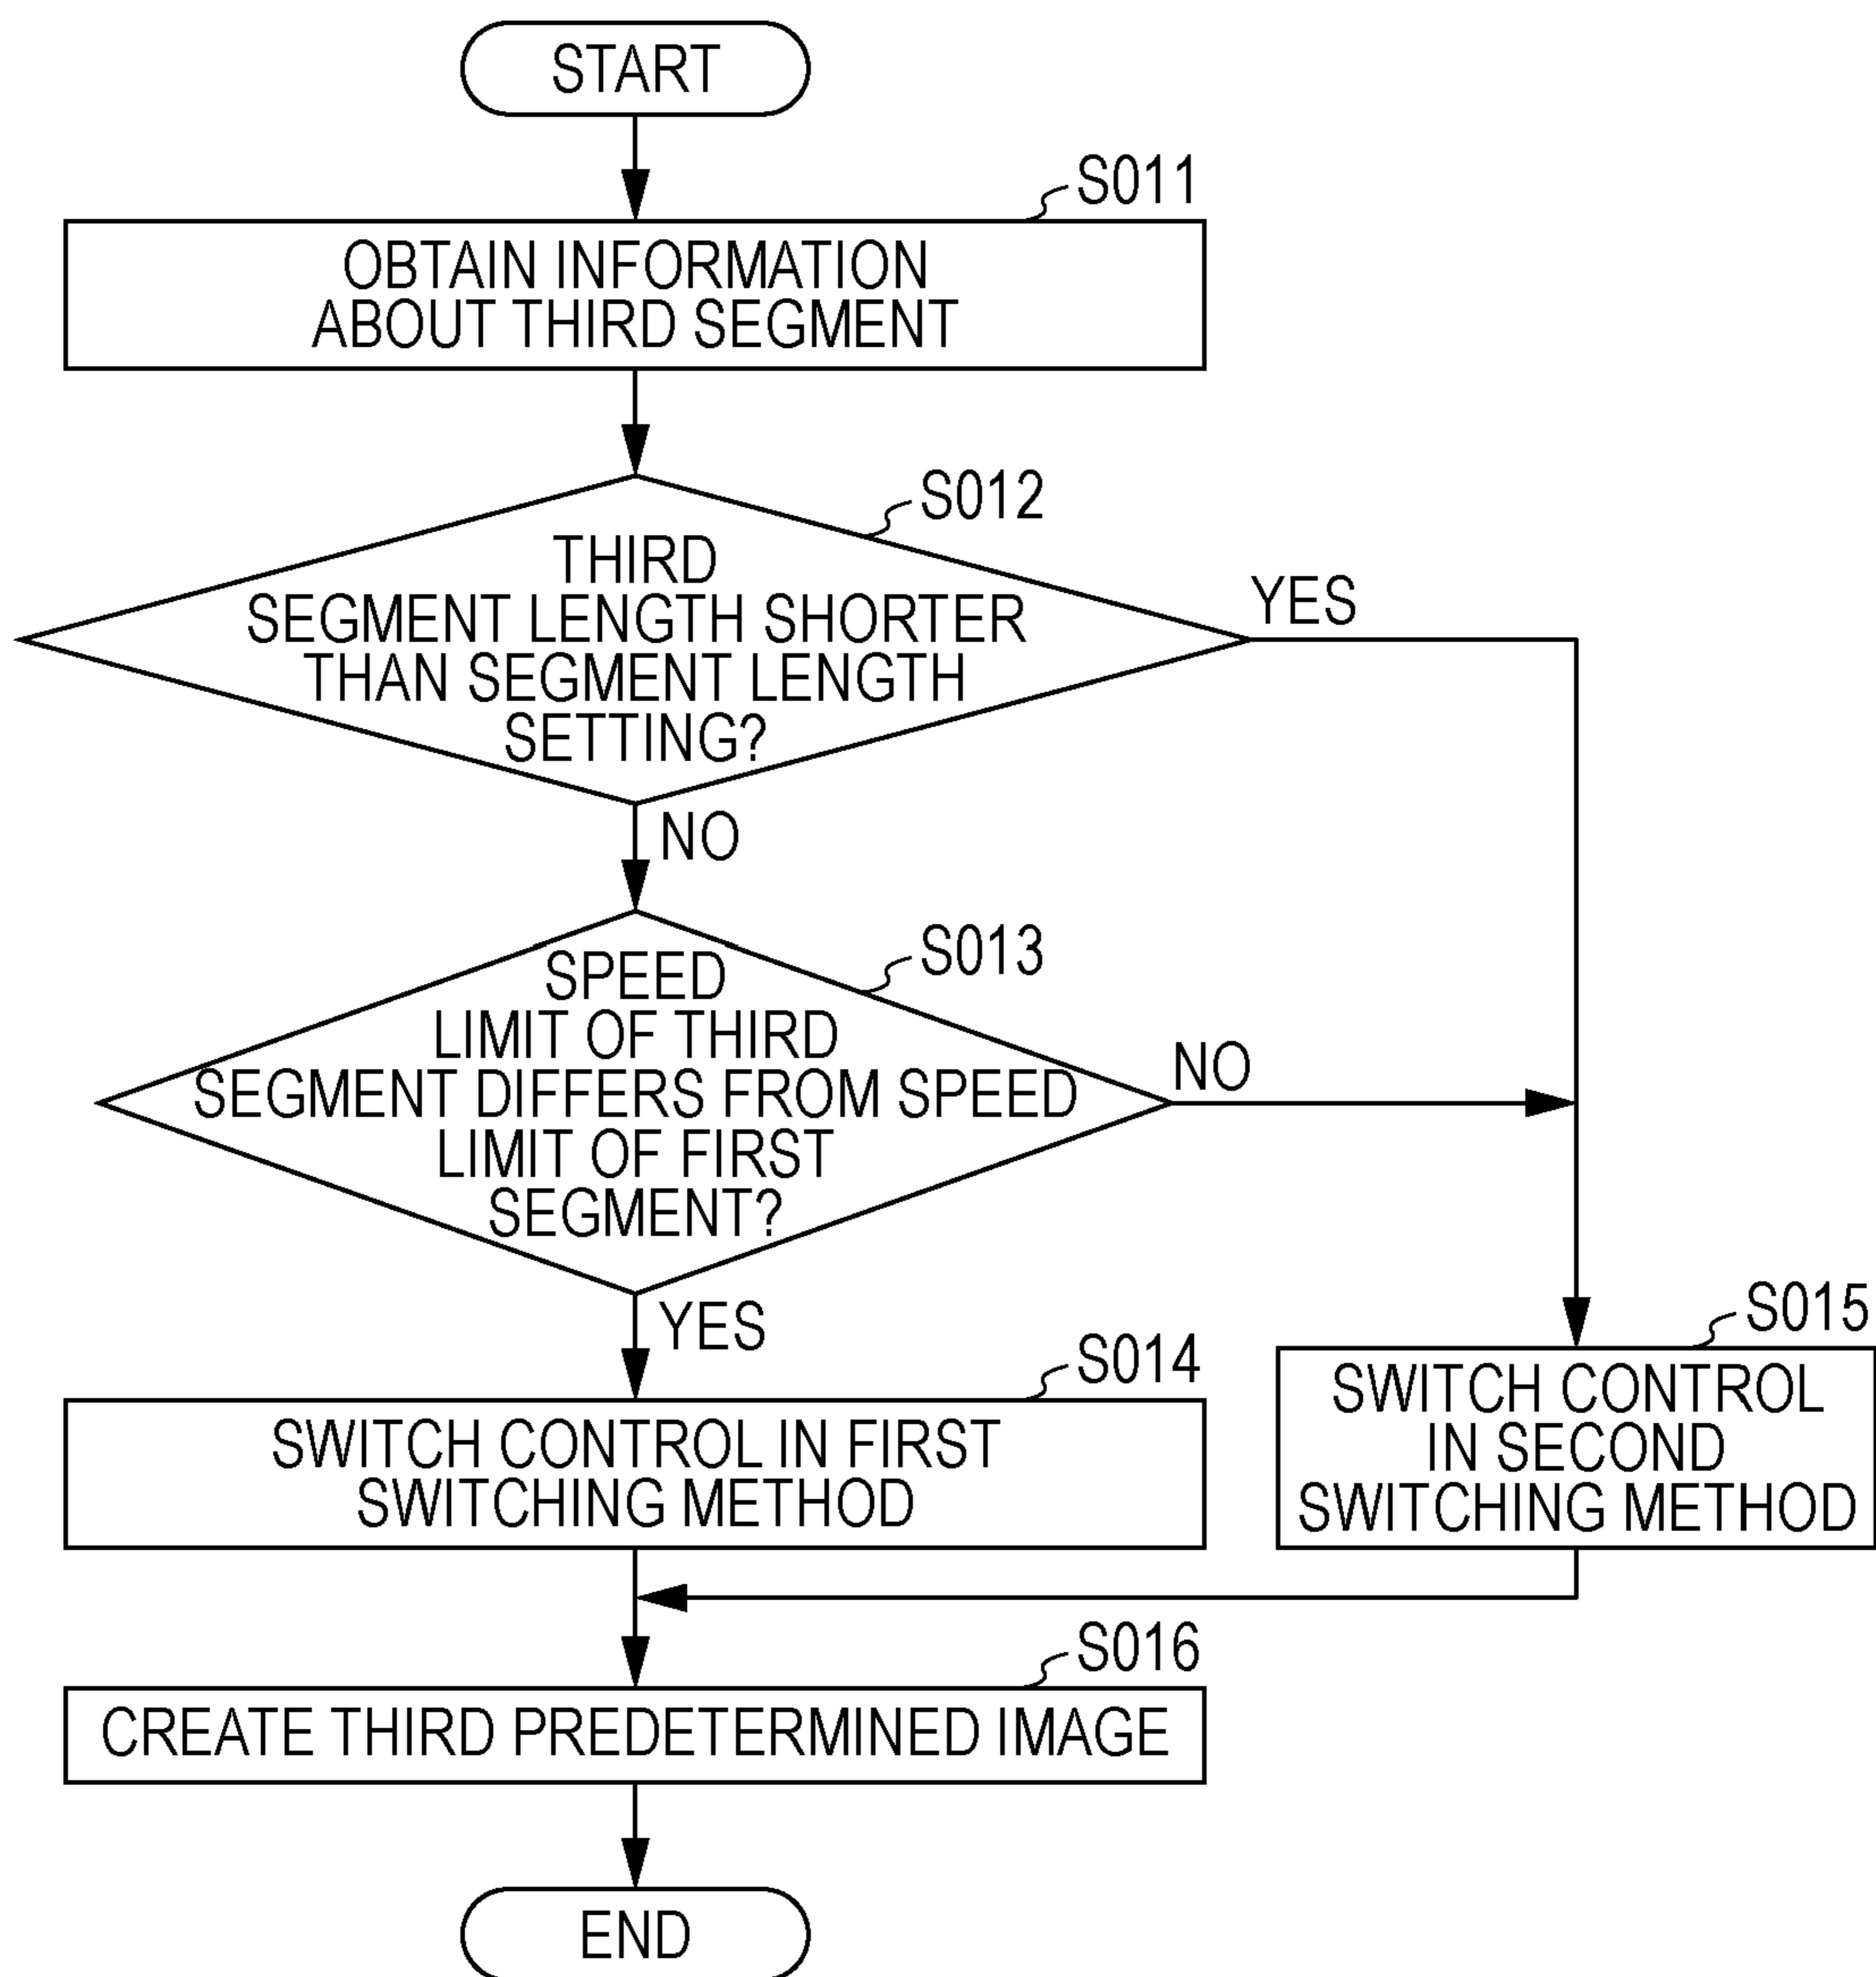 START
S011
OBTAIN INFORMATION
ABOUT THIRD SEGMENT
S012
THIRD
SEGMENT LENGTH SHORTER
THAN SEGMENT LENGTH
SETTING?
YES
NO
S013
SPEED
LIMIT OF THIRD
SEGMENT DIFFERS FROM SPEED
LIMIT OF FIRST
SEGMENT?
NO
YES
S014
SWITCH CONTROL IN FIRST
SWITCHING METHOD
S015
SWITCH CONTROL
IN SECOND
SWITCHING METHOD
S016
CREATE THIRD PREDETERMINED IMAGE
END